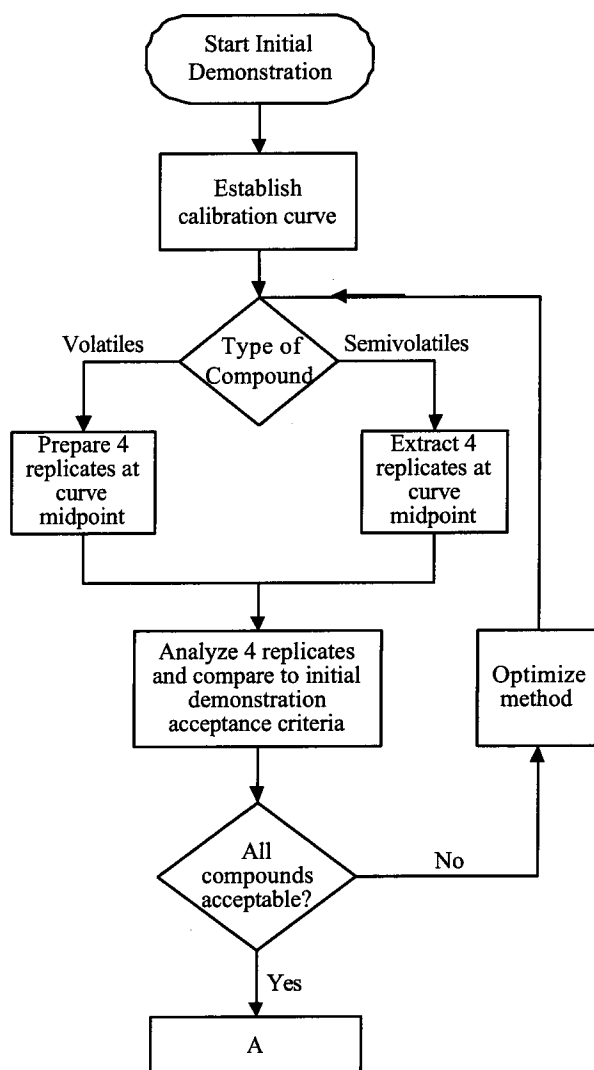 Start Initial
Demonstration
Establish
calibration curve
Type of
Compound
Volatiles
Semivolatiles
Prepare 4
replicates at
curve
midpoint
Extract 4
replicates at
curve
midpoint
Analyze 4 replicates
and compare to initial
demonstration
acceptance criteria
Optimize
method
All
compounds
acceptable?
No
Yes
A